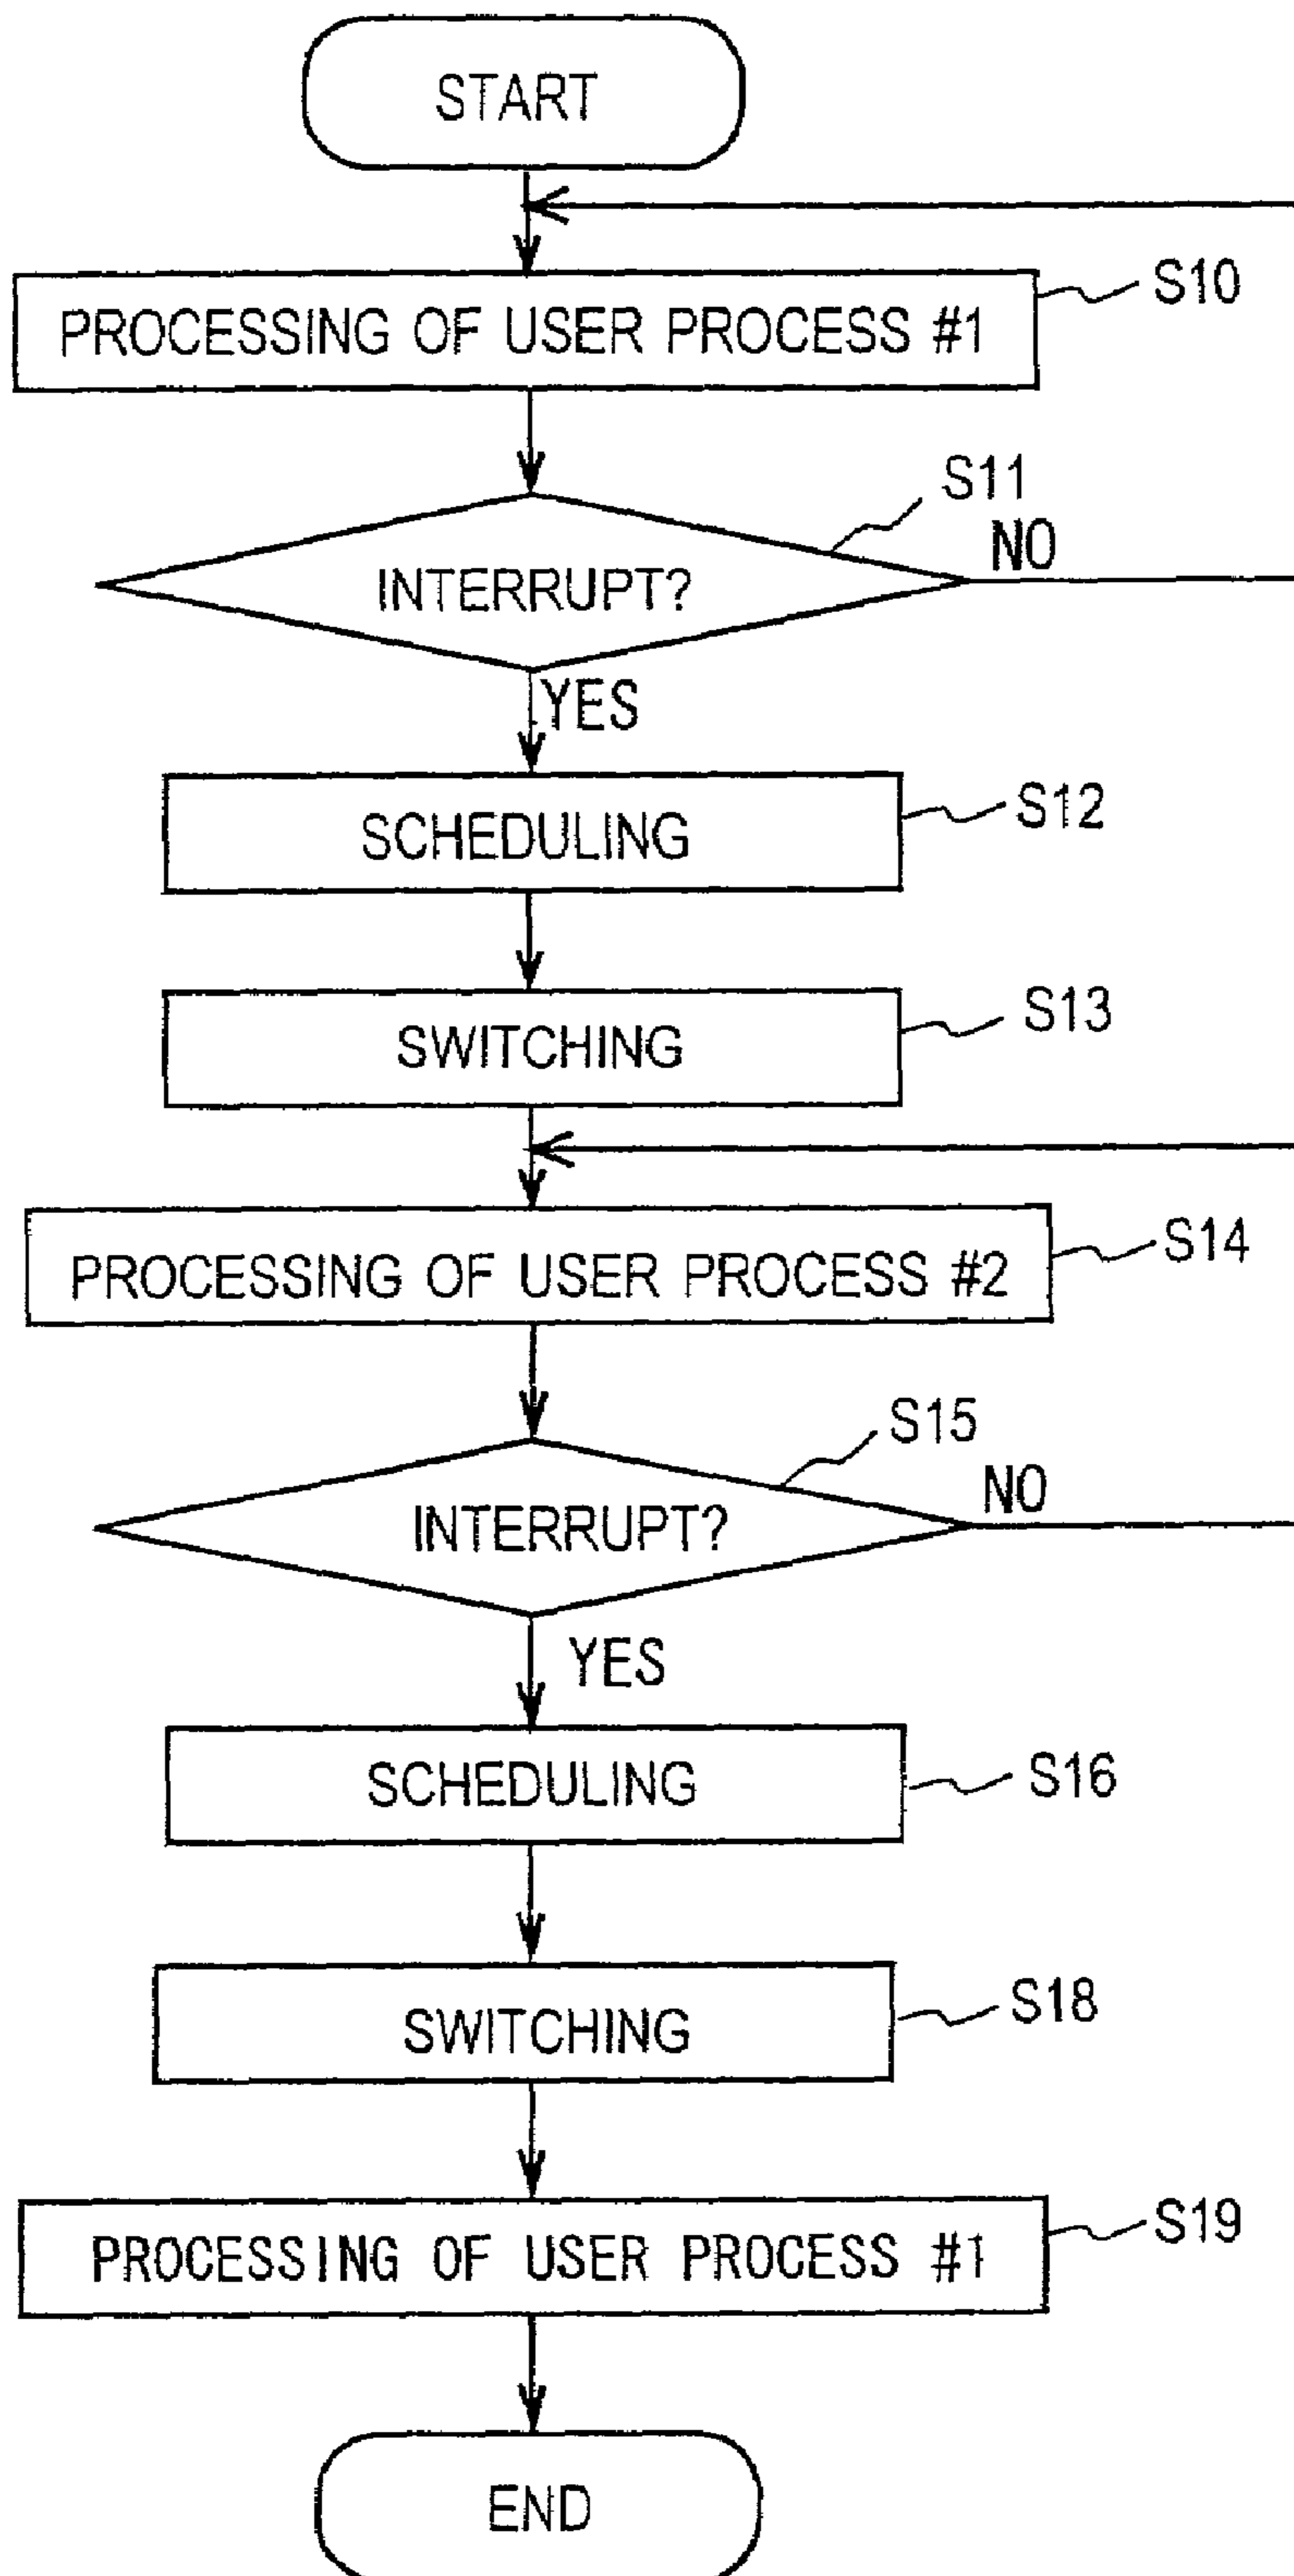 START
PROCESSING OF USER PROCESS #1
S10
S11
INTERRUPT?
NO
YES
SCHEDULING
S12
SWITCHING
S13
PROCESSING OF USER PROCESS #2
S14
S15
INTERRUPT?
NO
YES
SCHEDULING
S16
SWITCHING
S18
PROCESSING OF USER PROCESS #1
S19
END